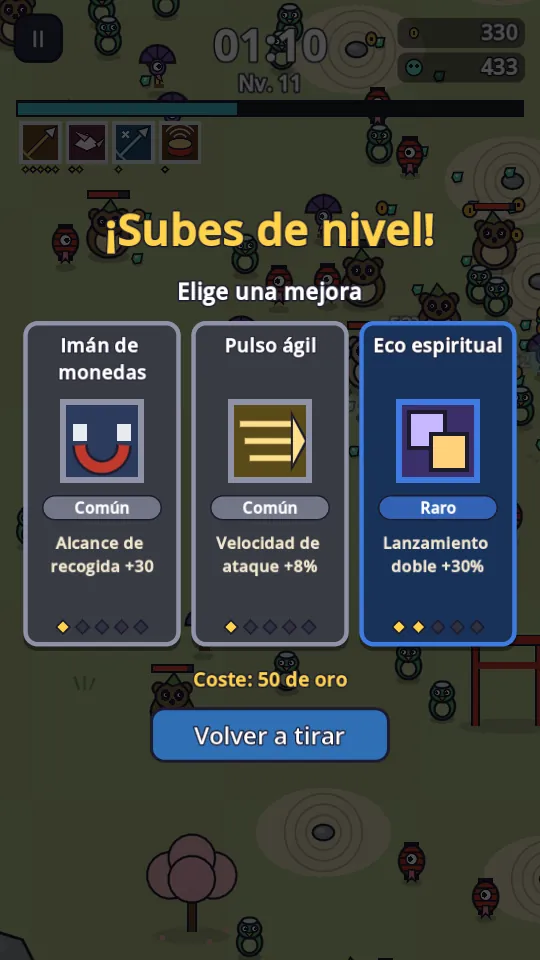 01:10
Nv. 11
330
433
¡Subes de nivel!
Elige una mejora
Imán de
monedas
Común
Alcance de
recogida +30
Pulso ágil
Común
Velocidad de
ataque +8%
Eco espiritual
Raro
Lanzamiento
doble +30%
Coste: 50 de oro
Volver a tirar